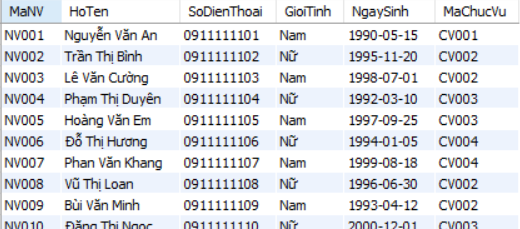 MaNV HoTen SoDienThoai GioiTinh NgaySinh MaChucVu
NV001 Nguyễn Văn An 0911111101 Nam 1990-05-15 CV001
NV002 Trần Thị Bình 0911111102 Nữ 1995-11-20 CV002
NV003 Lê Văn Cường 0911111103 Nam 1998-07-01 CV002
NV004 Phạm Thị Duyên 0911111104 Nữ 1992-03-10 CV003
NV005 Hoàng Văn Em 0911111105 Nam 1997-09-25 CV003
NV006 Đỗ Thị Hương 0911111106 Nữ 1994-01-05 CV004
NV007 Phan Văn Khang 0911111107 Nam 1999-08-18 CV004
NV008 Vũ Thị Loan 0911111108 Nữ 1996-06-30 CV002
NV009 Bùi Văn Minh 0911111109 Nam 1993-04-12 CV002
NV010 Đặng Thị Ngọc 0911111110 Nữ 2000-12-01 CV003